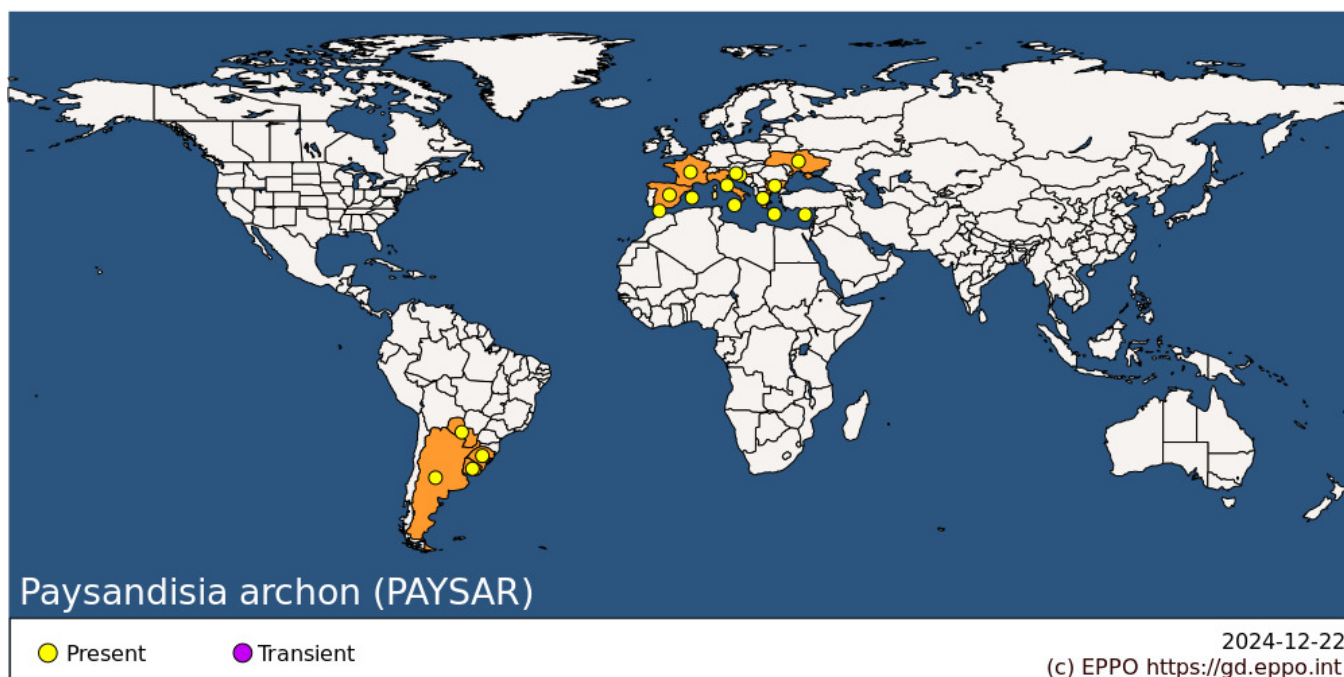 Paysandisia archon (PAYSAR)
Present
Transient
2024-12-22
(c) EPPO https://gd.eppo.int